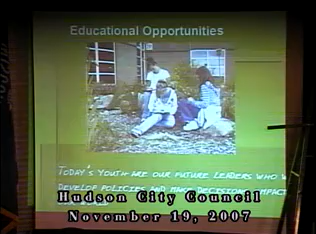 Educational Opportunities
TODAY'S YOUTH ARE OUR FUTURE LEADERS WHO W
DEVELOP POLICIES AND MAKE DECISIONS IMPACT
Hudson City Council
November 19, 2007